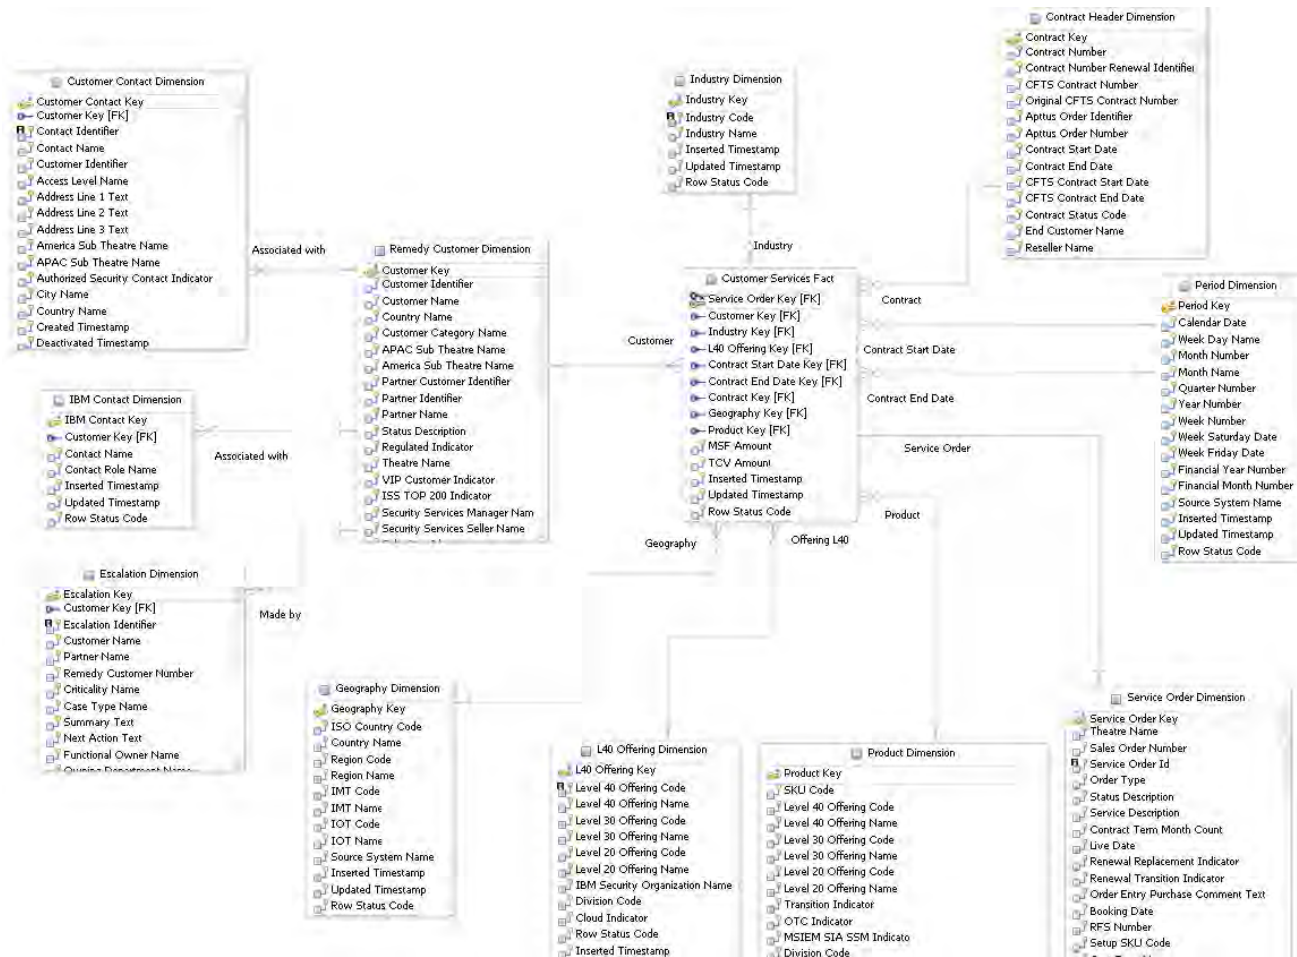 Customer Contact Dimension
Customer Contact Key
Customer Key [FK]
Contact Identifier
Contact Name
Customer Identifier
Access Level Name
Address Line 1 Text
Address Line 2 Text
Address Line 3 Text
America Sub Theatre Name
APAC Sub Theatre Name
Authorized Security Contact Indicator
City Name
Country Name
Created Timestamp
Deactivated Timestamp
Associated with
IBM Contact Dimension
IBM Contact Key
Customer Key [FK]
Contact Name
Contact Role Name
Inserted Timestamp
Updated Timestamp
Row Status Code
Associated with
Escalation Dimension
Escalation Key
Customer Key [FK]
Escalation Identifier
Customer Name
Partner Name
Remedy Customer Number
Criticality Name
Case Type Name
Summary Text
Next Action Text
Functional Owner Name
Owning Department Name
Made by
Remedy Customer Dimension
Customer Key
Customer Identifier
Customer Name
Country Name
Customer Category Name
APAC Sub Theatre Name
America Sub Theatre Name
Partner Customer Identifier
Partner Identifier
Partner Name
Status Description
Regulated Indicator
Theatre Name
VIP Customer Indicator
ISS TOP 200 Indicator
Security Services Manager Nam
Security Services Seller Name
Customer
Industry Dimension
Industry Key
Industry Code
Industry Name
Inserted Timestamp
Updated Timestamp
Row Status Code
Industry
Customer Services Fact
Service Order Key [FK]
Customer Key [FK]
Industry Key [FK]
L40 Offering Key [FK]
Contract Start Date Key [FK]
Contract End Date Key [FK]
Contract Key [FK]
Geography Key [FK]
Product Key [FK]
MSF Amount
TCV Amount
Inserted Timestamp
Updated Timestamp
Row Status Code
Contract
Contract Start Date
Contract End Date
Service Order
Product
Offering L40
Geography
Contract Header Dimension
Contract Key
Contract Number
Contract Number Renewal Identifier
CFTS Contract Number
Original CFTS Contract Number
Apttus Order Identifier
Apttus Order Number
Contract Start Date
Contract End Date
CFTS Contract Start Date
CFTS Contract End Date
Contract Status Code
End Customer Name
Reseller Name
Period Dimension
Period Key
Calendar Date
Week Day Name
Month Number
Month Name
Quarter Number
Year Number
Week Number
Week Saturday Date
Week Friday Date
Financial Year Number
Financial Month Number
Source System Name
Inserted Timestamp
Updated Timestamp
Row Status Code
Geography Dimension
Geography Key
ISO Country Code
Country Name
Region Code
Region Name
IMT Code
IMT Name
IOT Code
IOT Name
Source System Name
Inserted Timestamp
Updated Timestamp
Row Status Code
L40 Offering Dimension
L40 Offering Key
Level 40 Offering Code
Level 40 Offering Name
Level 30 Offering Code
Level 30 Offering Name
Level 20 Offering Code
Level 20 Offering Name
IBM Security Organization Name
Division Code
Cloud Indicator
Row Status Code
Inserted Timestamp
Product Dimension
Product Key
SKU Code
Level 40 Offering Code
Level 40 Offering Name
Level 30 Offering Code
Level 30 Offering Name
Level 20 Offering Code
Level 20 Offering Name
Transition Indicator
OTC Indicator
MSIEM SIA SSM Indicato
Division Code
Service Order Dimension
Service Order Key
Theatre Name
Sales Order Number
Service Order Id
Order Type
Status Description
Service Description
Contract Term Month Count
Live Date
Renewal Replacement Indicator
Renewal Transition Indicator
Order Entry Purchase Comment Text
Booking Date
RFS Number
Setup SKU Code